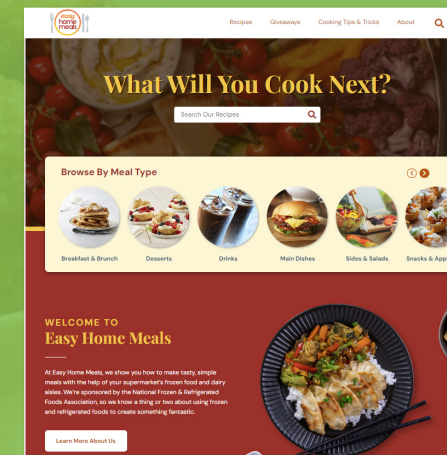 easy
home
meals
Recipes Giveaways Cooking Tips & Tricks About
What Will You Cook Next?
Search Our Recipes
Browse By Meal Type
Breakfast & Brunch Desserts Drinks Main Dishes Sides & Salads Snacks & App
WELCOME TO
Easy Home Meals
At Easy Home Meals, we show you how to make tasty, simple
meals with the help of your supermarket's frozen food and dairy
aisles. We're sponsored by the National Frozen & Refrigerated
Foods Association, so we know a thing or two about using frozen
and refrigerated foods to create something fantastic.
Learn More About Us